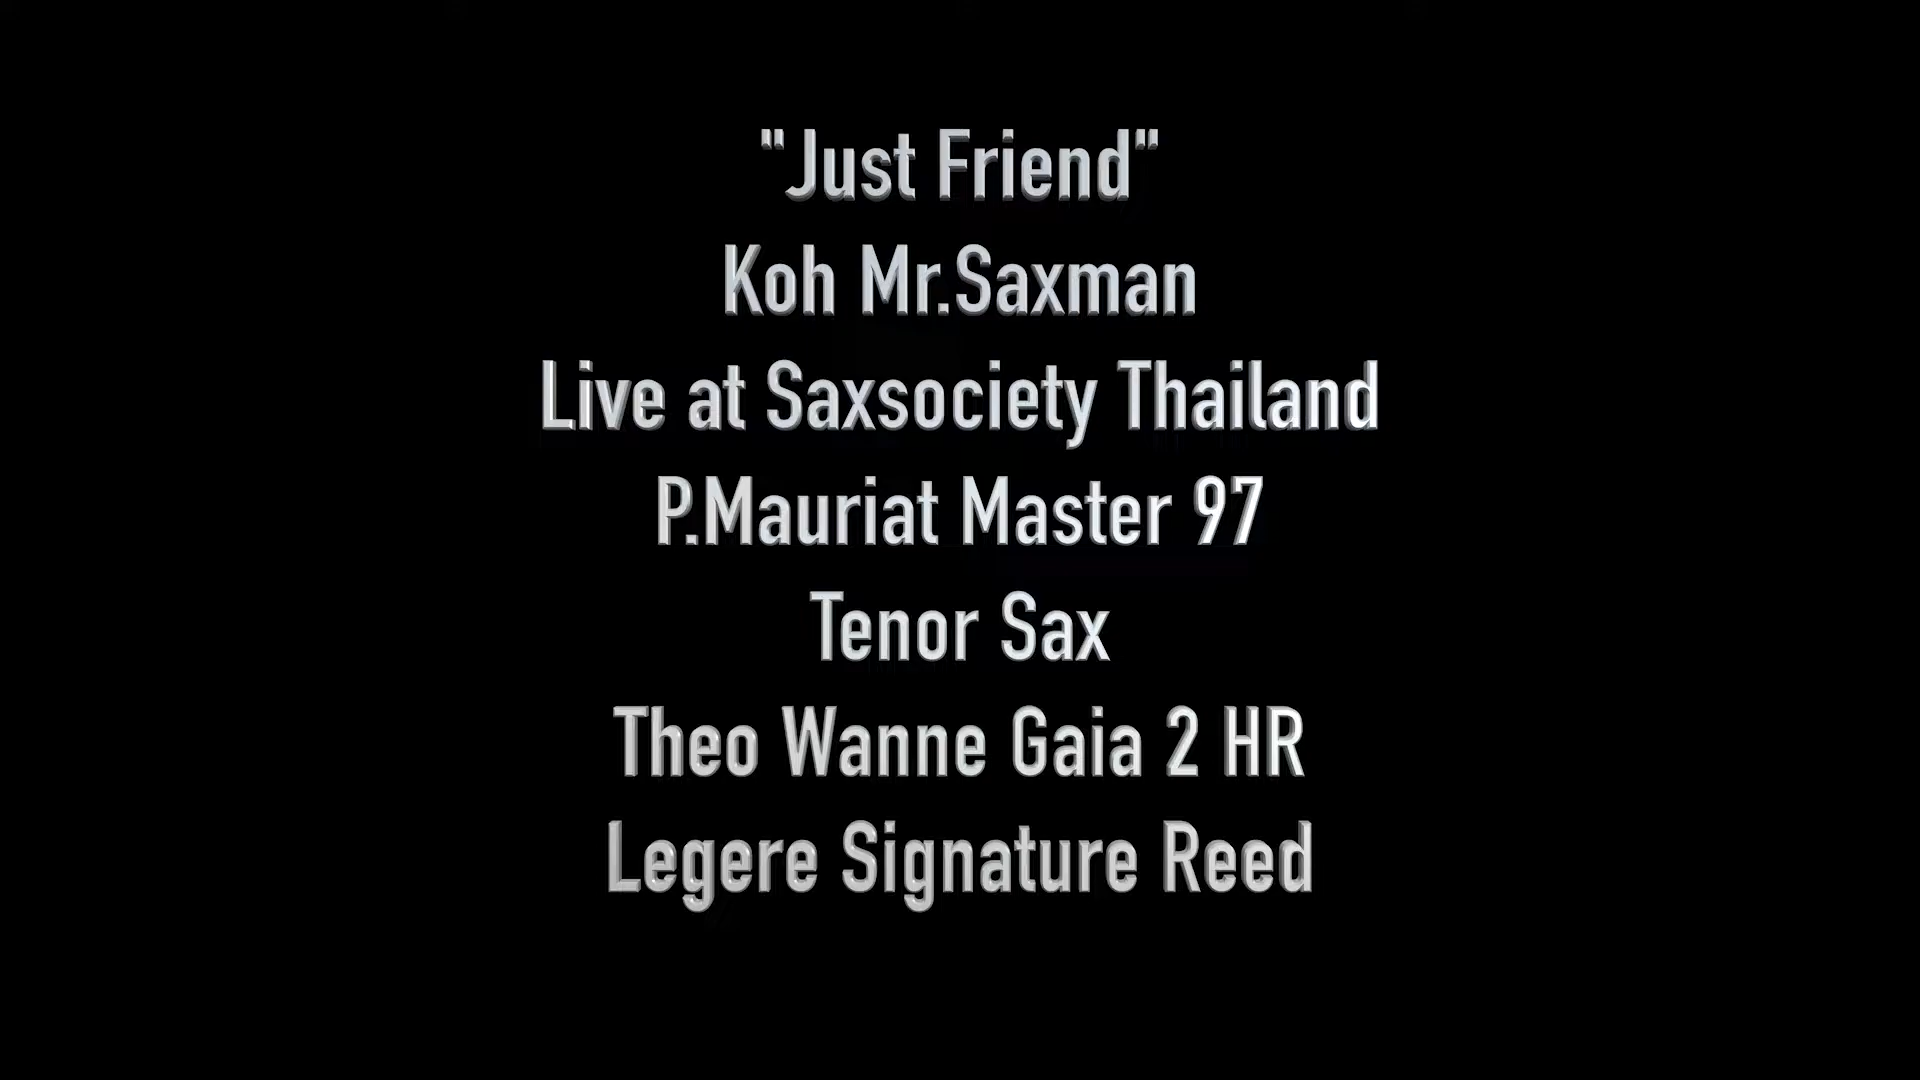 "Just Friend"
Koh Mr.Saxman
Live at Saxsociety Thailand
P.Mauriat Master 97
Tenor Sax
Theo Wanne Gaia 2 HR
Legere Signature Reed